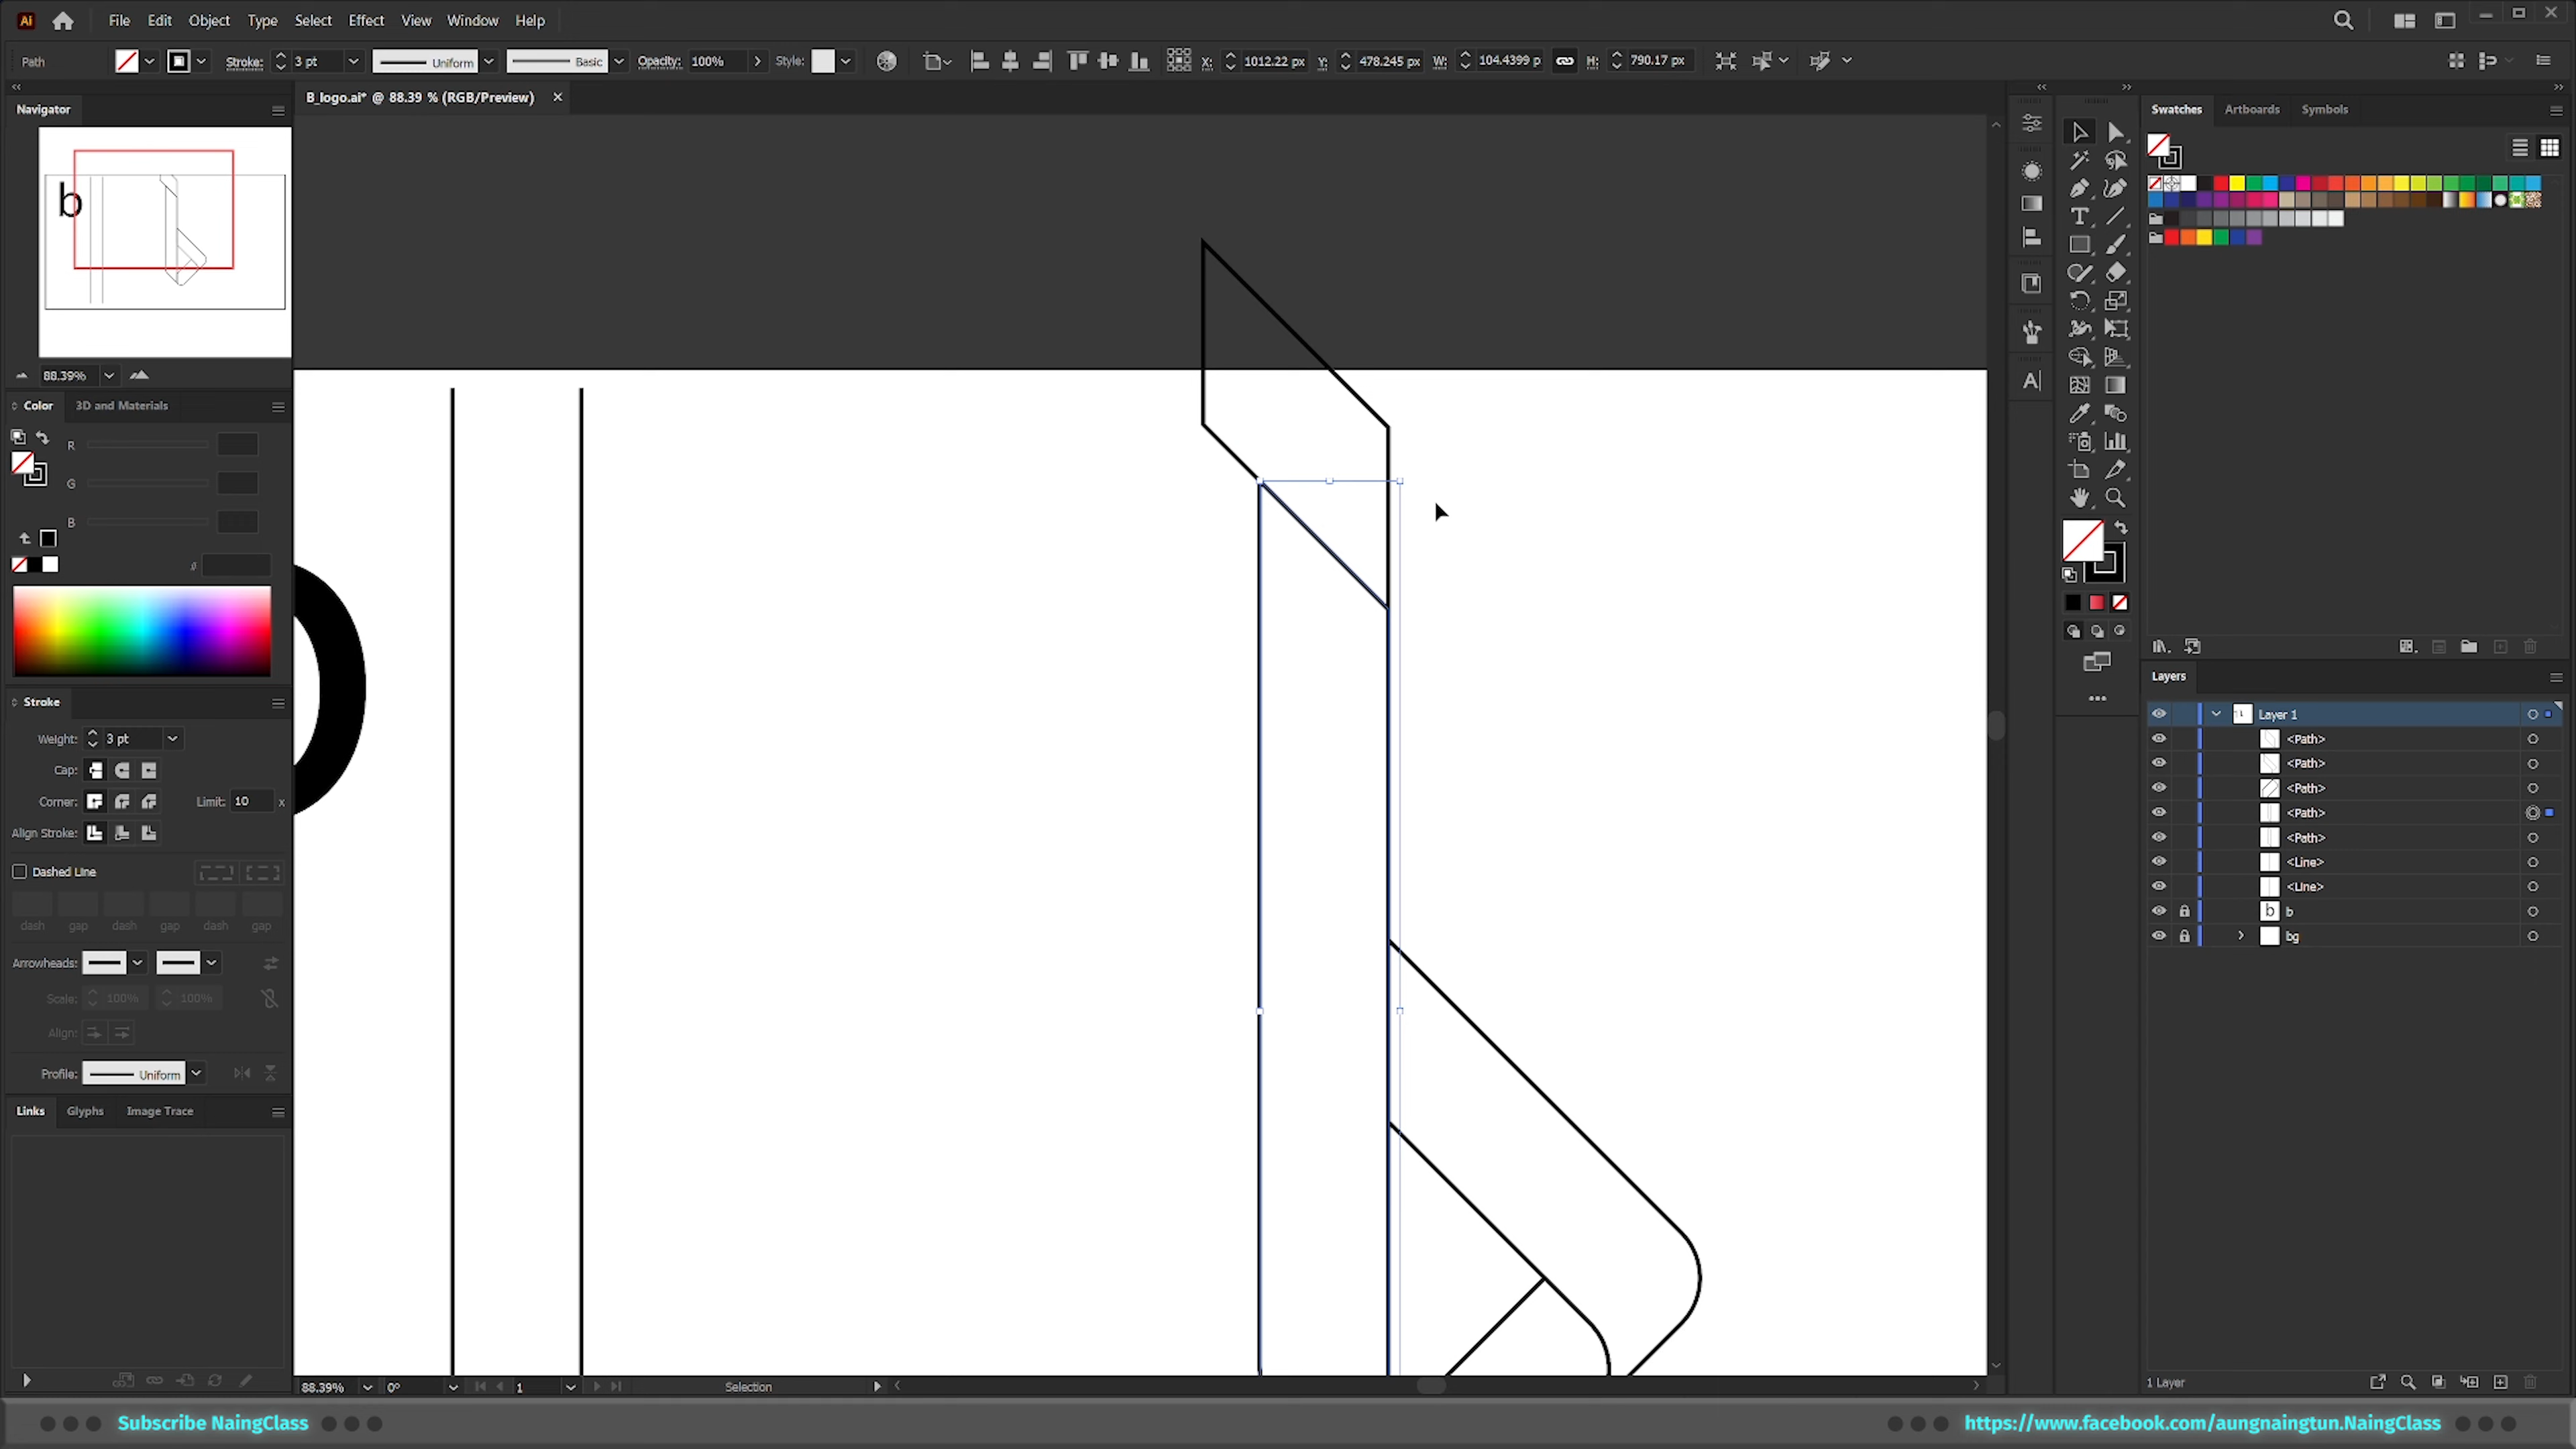 Ai File Edit Object Type Select Effect View Window Help
Path Stroke: 3 pt Uniform Basic Opacity: 100% Style: X: 1012.22 px Y: 478.245 px W: 104.4399 p H: 790.17 px
Navigator
B_logo.ai* @ 88.39 % (RGB/Preview)
b
88.39%
Color 3D and Materials
R
G
B
#
Stroke
Weight: 3 pt
Cap:
Corner: Limit: 10 x
Align Stroke:
Dashed Line
dash gap dash gap dash gap
Arrowheads:
Scale: 100% 100%
Align:
Profile: Uniform
Links Glyphs Image Trace
88.39% 0° 1 Selection
Swatches Artboards Symbols
Layers
Layer 1
<Path>
<Path>
<Path>
<Path>
<Path>
<Line>
<Line>
b b
bg
1 Layer
Subscribe NaingClass
https://www.facebook.com/aungnaingtun.NaingClass